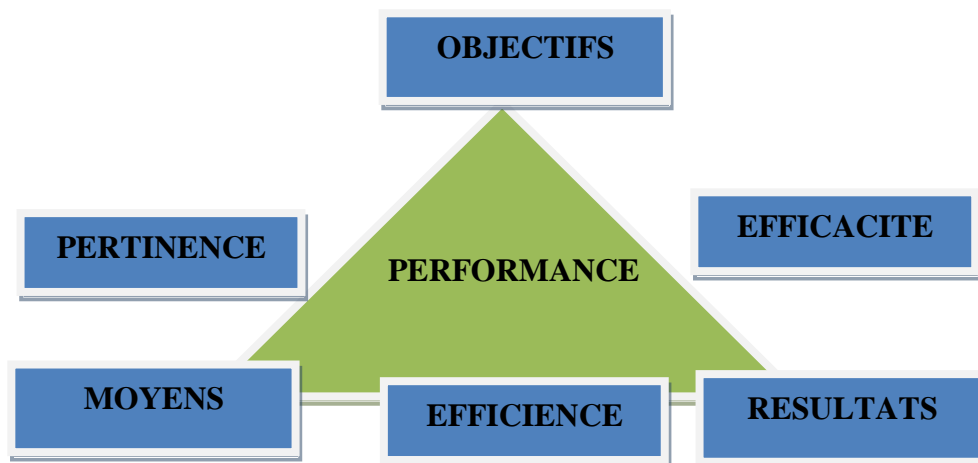 OBJECTIFS
PERTINENCE
EFFICACITE
PERFORMANCE
MOYENS
EFFICIENCE
RESULTATS